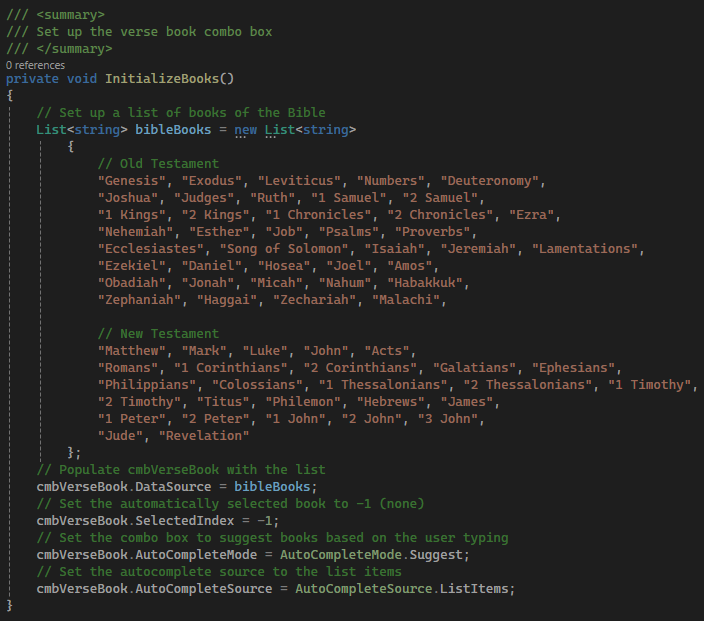 /// <summary>
/// Set up the verse book combo box
/// </summary>
0 references
private void InitializeBooks()
{
    // Set up a list of books of the Bible
    List<string> bibleBooks = new List<string>
        {
            // Old Testament
            "Genesis", "Exodus", "Leviticus", "Numbers", "Deuteronomy",
            "Joshua", "Judges", "Ruth", "1 Samuel", "2 Samuel",
            "1 Kings", "2 Kings", "1 Chronicles", "2 Chronicles", "Ezra",
            "Nehemiah", "Esther", "Job", "Psalms", "Proverbs",
            "Ecclesiastes", "Song of Solomon", "Isaiah", "Jeremiah", "Lamentations",
            "Ezekiel", "Daniel", "Hosea", "Joel", "Amos",
            "Obadiah", "Jonah", "Micah", "Nahum", "Habakkuk",
            "Zephaniah", "Haggai", "Zechariah", "Malachi",

            // New Testament
            "Matthew", "Mark", "Luke", "John", "Acts",
            "Romans", "1 Corinthians", "2 Corinthians", "Galatians", "Ephesians",
            "Philippians", "Colossians", "1 Thessalonians", "2 Thessalonians", "1 Timothy",
            "2 Timothy", "Titus", "Philemon", "Hebrews", "James",
            "1 Peter", "2 Peter", "1 John", "2 John", "3 John",
            "Jude", "Revelation"
        };
    // Populate cmbVerseBook with the list
    cmbVerseBook.DataSource = bibleBooks;
    // Set the automatically selected book to -1 (none)
    cmbVerseBook.SelectedIndex = -1;
    // Set the combo box to suggest books based on the user typing
    cmbVerseBook.AutoCompleteMode = AutoCompleteMode.Suggest;
    // Set the autocomplete source to the list items
    cmbVerseBook.AutoCompleteSource = AutoCompleteSource.ListItems;
}